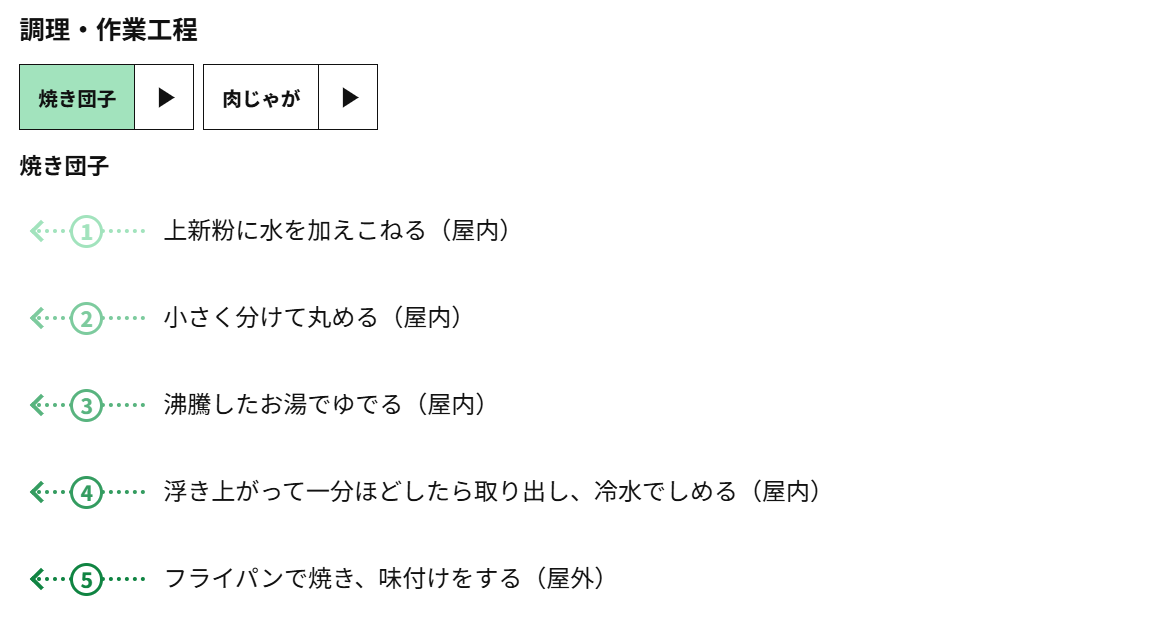 調理・作業工程
焼き団子 ▶ 肉じゃが ▶
焼き団子
1 上新粉に水を加えこねる（屋内）
2 小さく分けて丸める（屋内）
3 沸騰したお湯でゆでる（屋内）
4 浮き上がって一分ほどしたら取り出し、冷水でしめる（屋内）
5 フライパンで焼き、味付けをする（屋外）